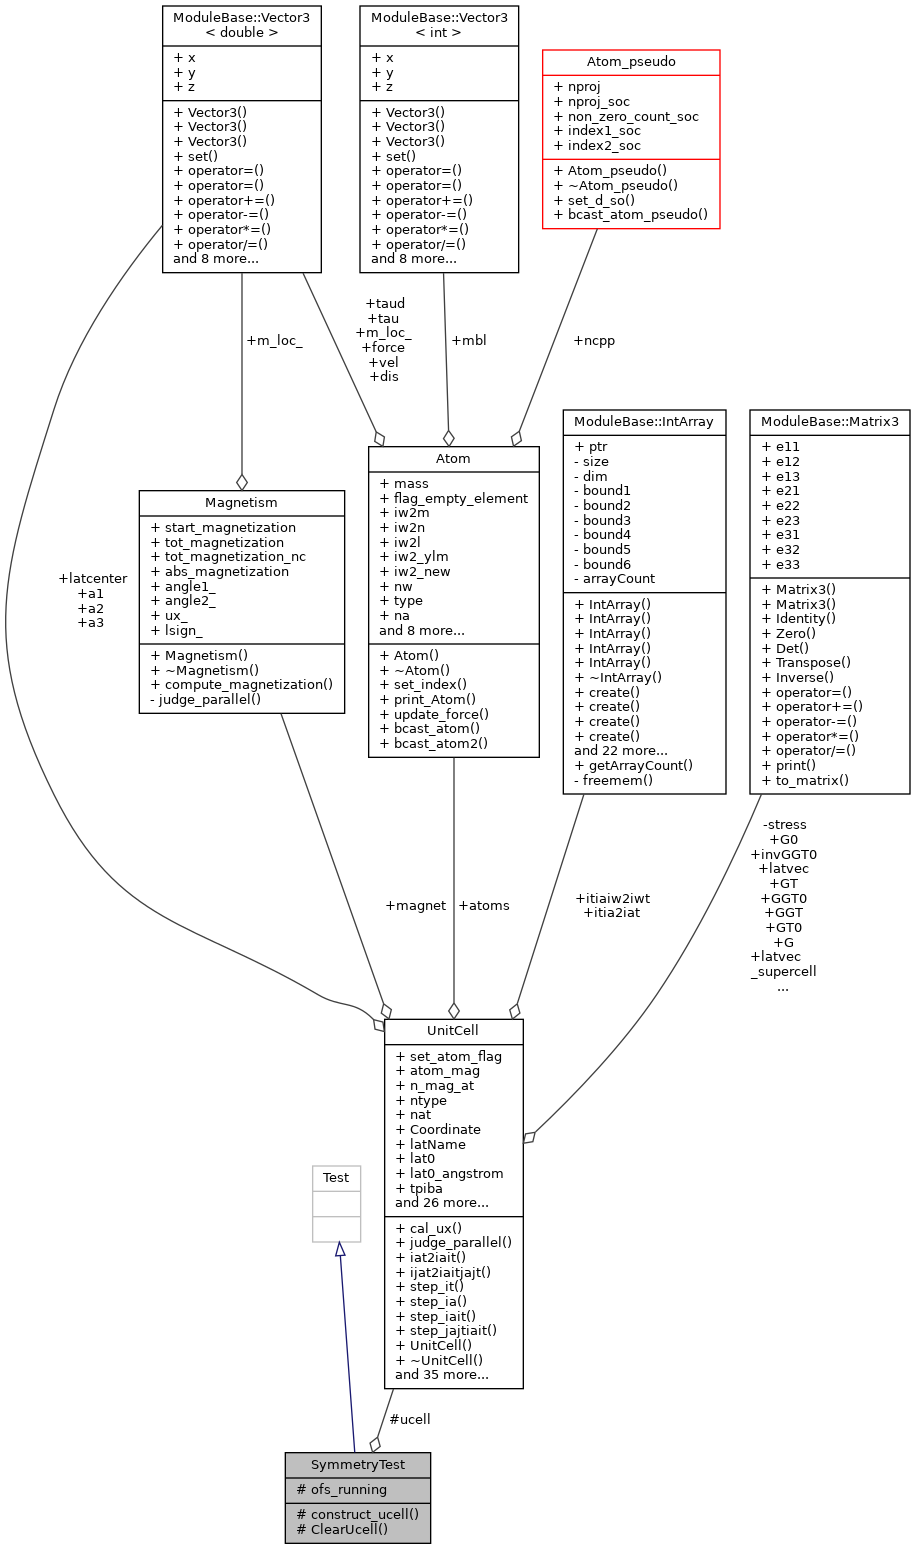 ModuleBase::Vector3
< double >
+ x
+ y
+ z
+ Vector3()
+ Vector3()
+ Vector3()
+ set()
+ operator=()
+ operator=()
+ operator+=()
+ operator-=()
+ operator*=()
+ operator/=()
and 8 more...
ModuleBase::Vector3
< int >
+ x
+ y
+ z
+ Vector3()
+ Vector3()
+ Vector3()
+ set()
+ operator=()
+ operator=()
+ operator+=()
+ operator-=()
+ operator*=()
+ operator/=()
and 8 more...
Atom_pseudo
+ nproj
+ nproj_soc
+ non_zero_count_soc
+ index1_soc
+ index2_soc
+ Atom_pseudo()
+ ~Atom_pseudo()
+ set_d_so()
+ bcast_atom_pseudo()
+m_loc_
+taud
+tau
+m_loc_
+force
+vel
+dis
+mbl
+ncpp
Magnetism
+ start_magnetization
+ tot_magnetization
+ tot_magnetization_nc
+ abs_magnetization
+ angle1_
+ angle2_
+ ux_
+ lsign_
+ Magnetism()
+ ~Magnetism()
+ compute_magnetization()
- judge_parallel()
Atom
+ mass
+ flag_empty_element
+ iw2m
+ iw2n
+ iw2l
+ iw2_ylm
+ iw2_new
+ nw
+ type
+ na
and 8 more...
+ Atom()
+ ~Atom()
+ set_index()
+ print_Atom()
+ update_force()
+ bcast_atom()
+ bcast_atom2()
ModuleBase::IntArray
+ ptr
- size
- dim
- bound1
- bound2
- bound3
- bound4
- bound5
- bound6
- arrayCount
+ IntArray()
+ IntArray()
+ IntArray()
+ IntArray()
+ IntArray()
+ ~IntArray()
+ create()
+ create()
+ create()
+ create()
and 22 more...
+ getArrayCount()
- freemem()
ModuleBase::Matrix3
+ e11
+ e12
+ e13
+ e21
+ e22
+ e23
+ e31
+ e32
+ e33
+ Matrix3()
+ Matrix3()
+ Identity()
+ Zero()
+ Det()
+ Transpose()
+ Inverse()
+ operator=()
+ operator+=()
+ operator-=()
+ operator*=()
+ operator/=()
+ print()
+ to_matrix()
+latcenter
+a1
+a2
+a3
+magnet
+atoms
+itiaiw2iwt
+itia2iat
-stress
+G0
+invGGT0
+latvec
+GT
+GGT0
+GGT
+GT0
+G
+latvec
_supercell
...
UnitCell
+ set_atom_flag
+ atom_mag
+ n_mag_at
+ ntype
+ nat
+ Coordinate
+ latName
+ lat0
+ lat0_angstrom
+ tpiba
and 26 more...
+ cal_ux()
+ judge_parallel()
+ iat2iait()
+ ijat2iaitjajt()
+ step_it()
+ step_ia()
+ step_iait()
+ step_jajtiait()
+ UnitCell()
+ ~UnitCell()
and 35 more...
Test
#ucell
SymmetryTest
# ofs_running
# construct_ucell()
# ClearUcell()